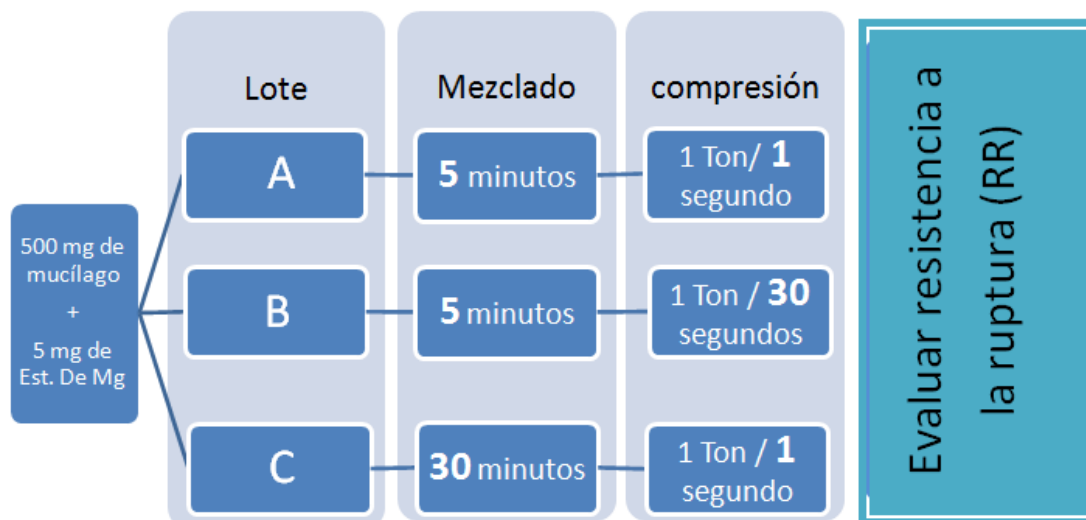 Lote
Mezclado
compresión
500 mg de
mucílago
+
5 mg de
Est. De Mg
A
5 minutos
1 Ton/ 1
segundo
B
5 minutos
1 Ton / 30
segundos
C
30 minutos
1 Ton / 1
segundo
Evaluar resistencia a
la ruptura (RR)